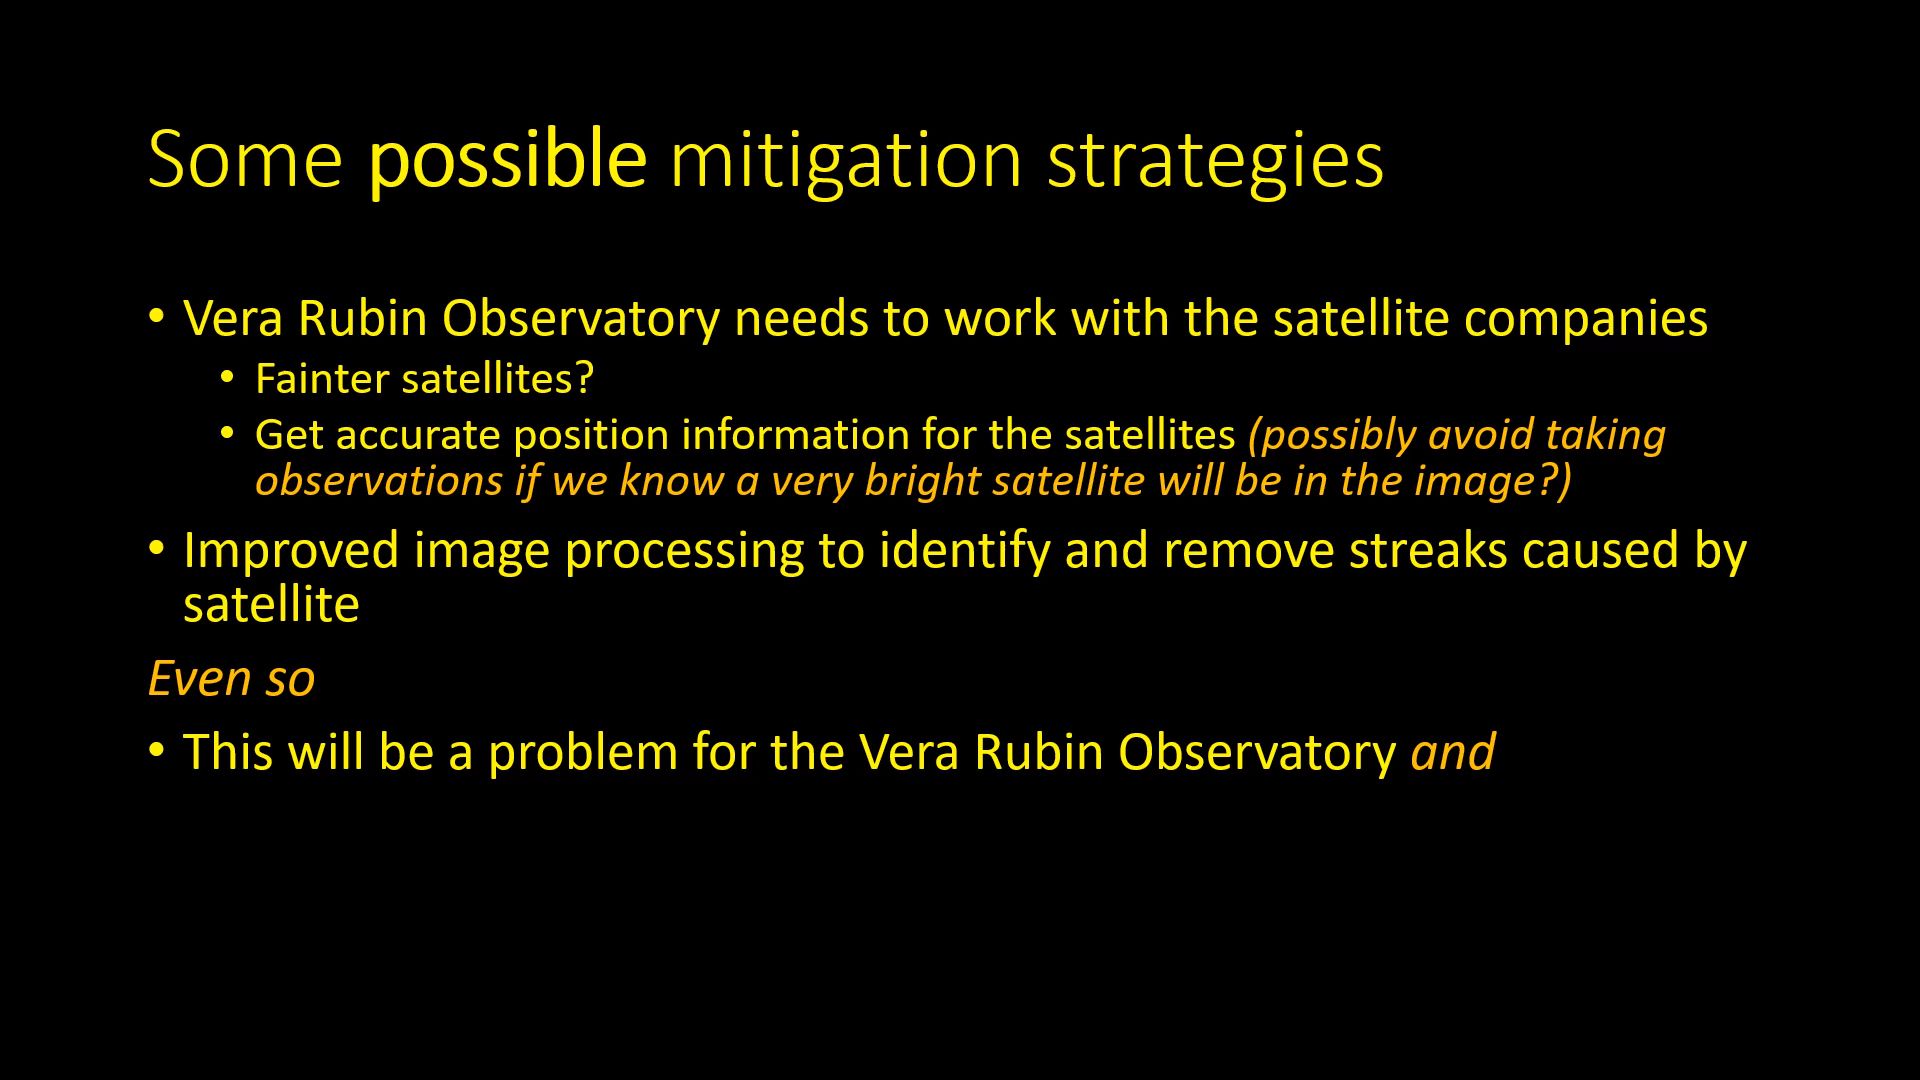 Some possible mitigation strategies
• Vera Rubin Observatory needs to work with the satellite companies
• Fainter satellites?
• Get accurate position information for the satellites (possibly avoid taking
observations if we know a very bright satellite will be in the image?)
• Improved image processing to identify and remove streaks caused by
satellite
Even so
• This will be a problem for the Vera Rubin Observatory and